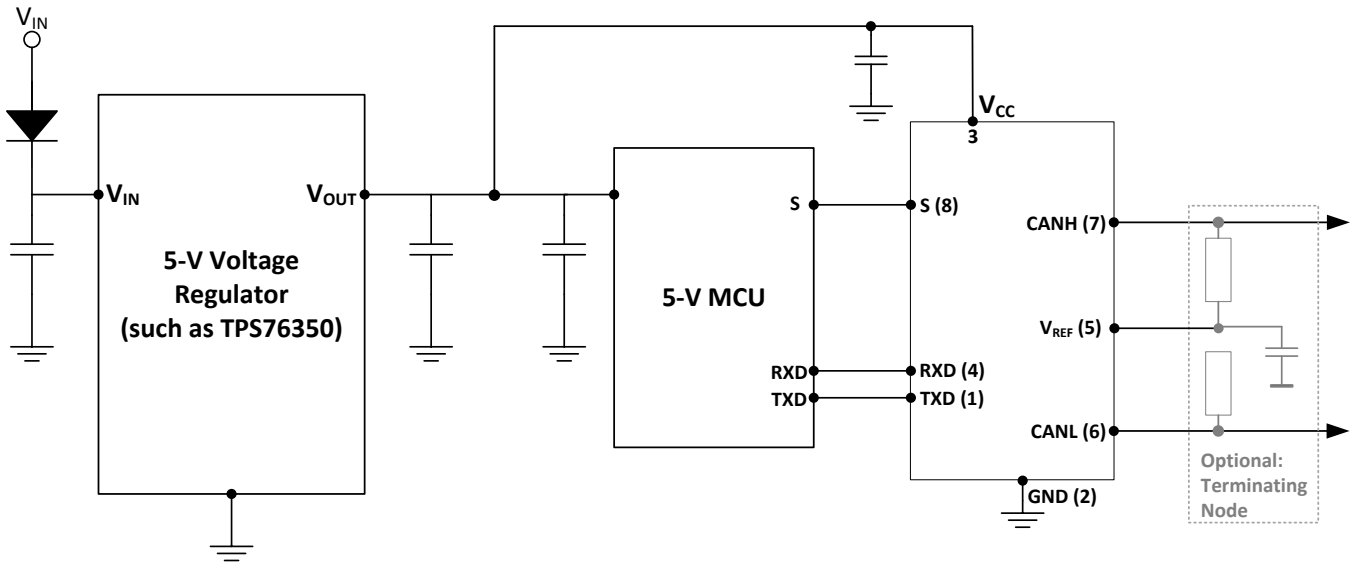 VIN
VCC
3
VIN
VOUT
5-V Voltage
Regulator
(such as TPS76350)
5-V MCU
S
RXD
TXD
S (8)
RXD (4)
TXD (1)
CANH (7)
VREF (5)
CANL (6)
GND (2)
Optional:
Terminating
Node